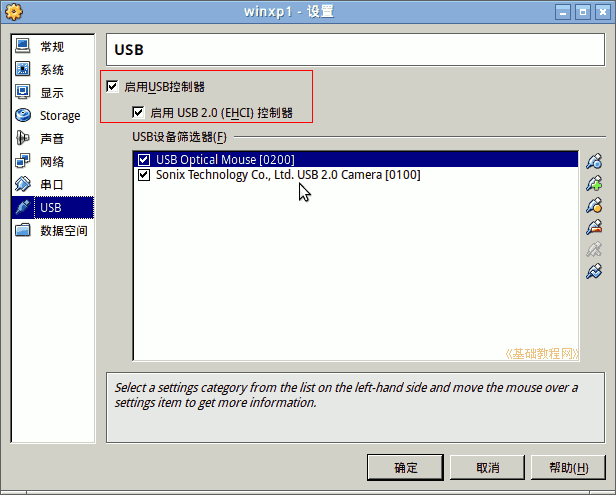 winxp1 - 设置
常规
系统
显示
Storage
声音
网络
串口
USB
数据空间
USB
启用USB控制器
启用 USB 2.0 (EHCI) 控制器
USB设备筛选器(F)
USB Optical Mouse [0200]
Sonix Technology Co., Ltd. USB 2.0 Camera [0100]
《基础教程网》
Select a settings category from the list on the left-hand side and move the mouse over a
settings item to get more information.
确定
取消
帮助(H)